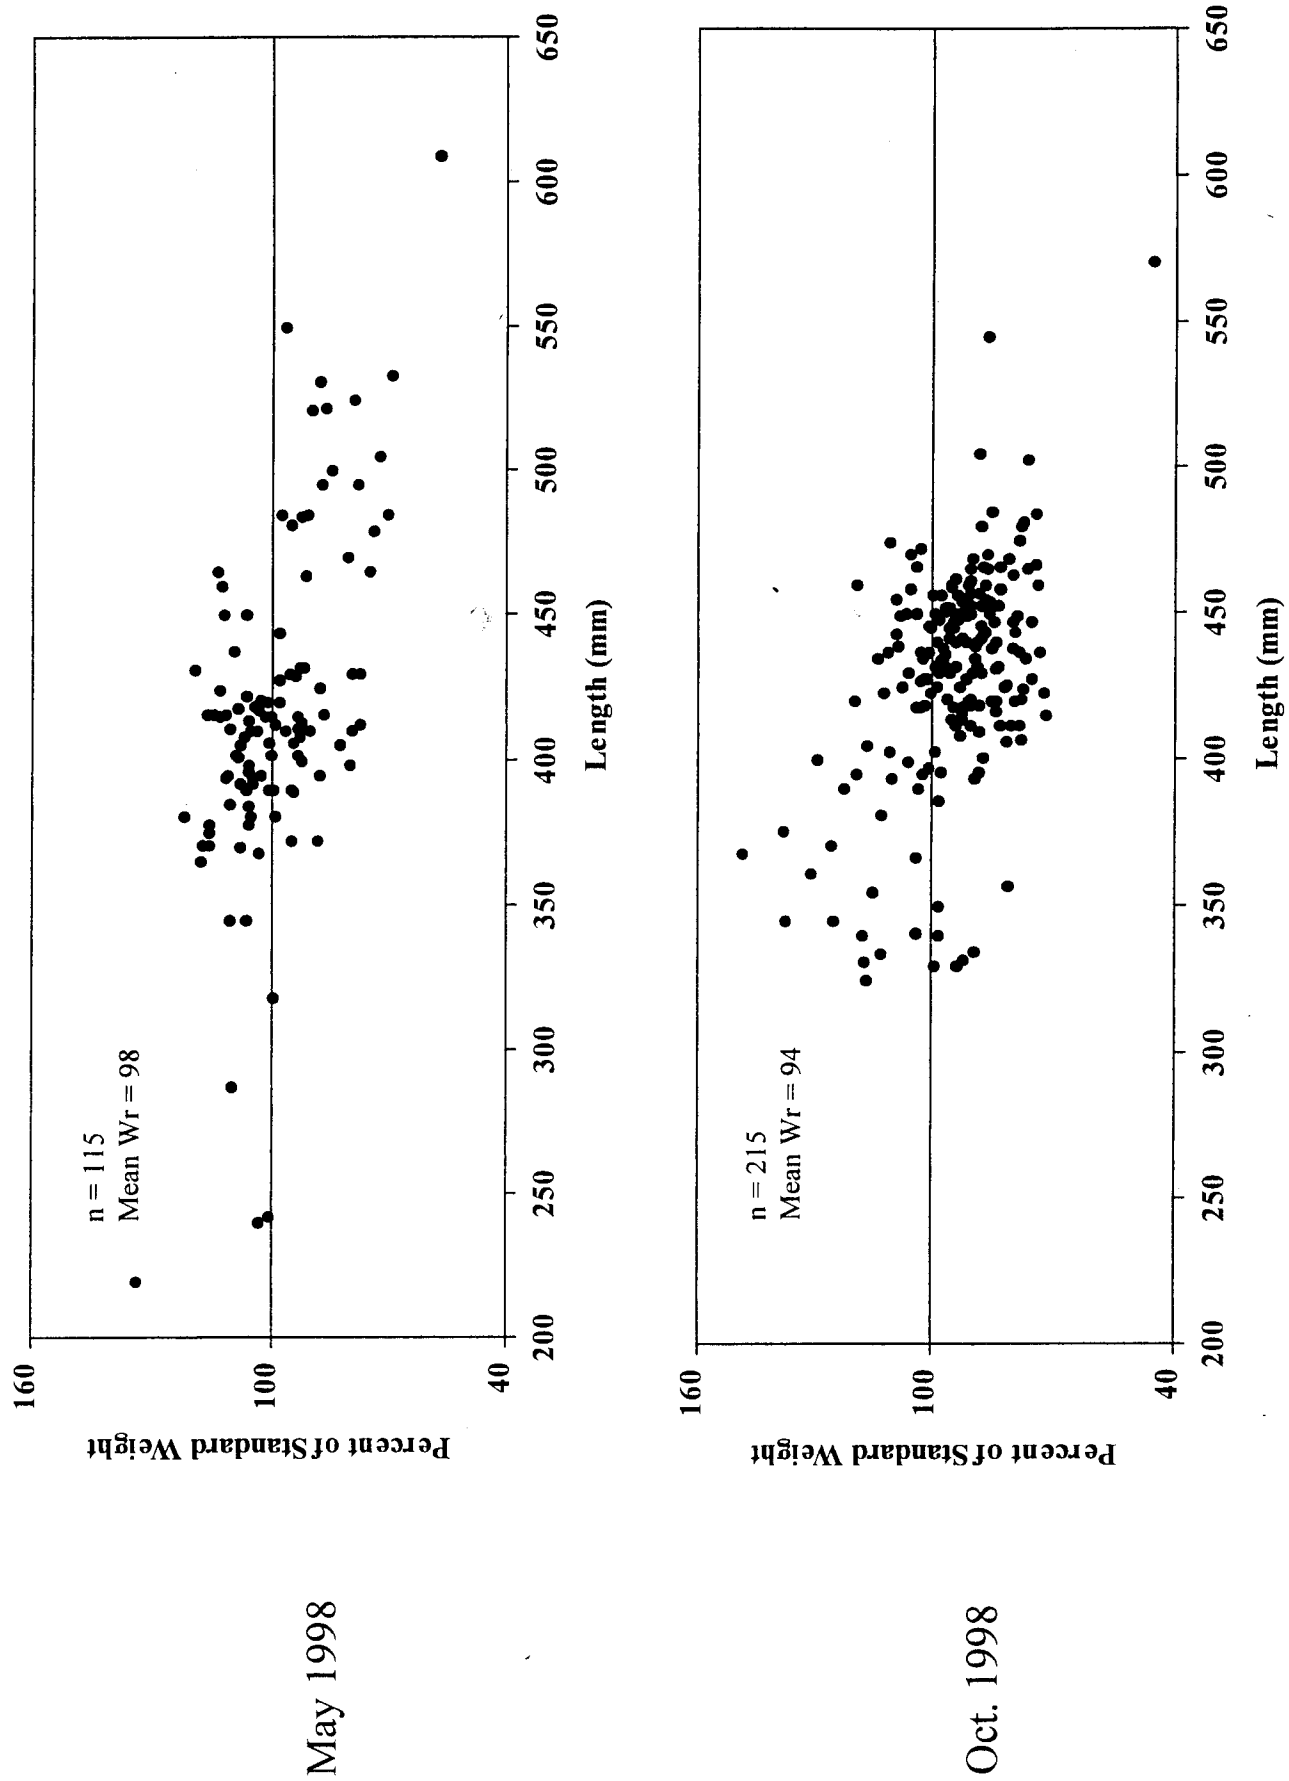 May 1998
Percent of Standard Weight
160
100
40
n = 115
Mean Wr = 98
200 250 300 350 400 450 500 550 600 650
Length (mm)
Oct. 1998
Percent of Standard Weight
160
100
40
n = 215
Mean Wr = 94
200 250 300 350 400 450 500 550 600 650
Length (mm)